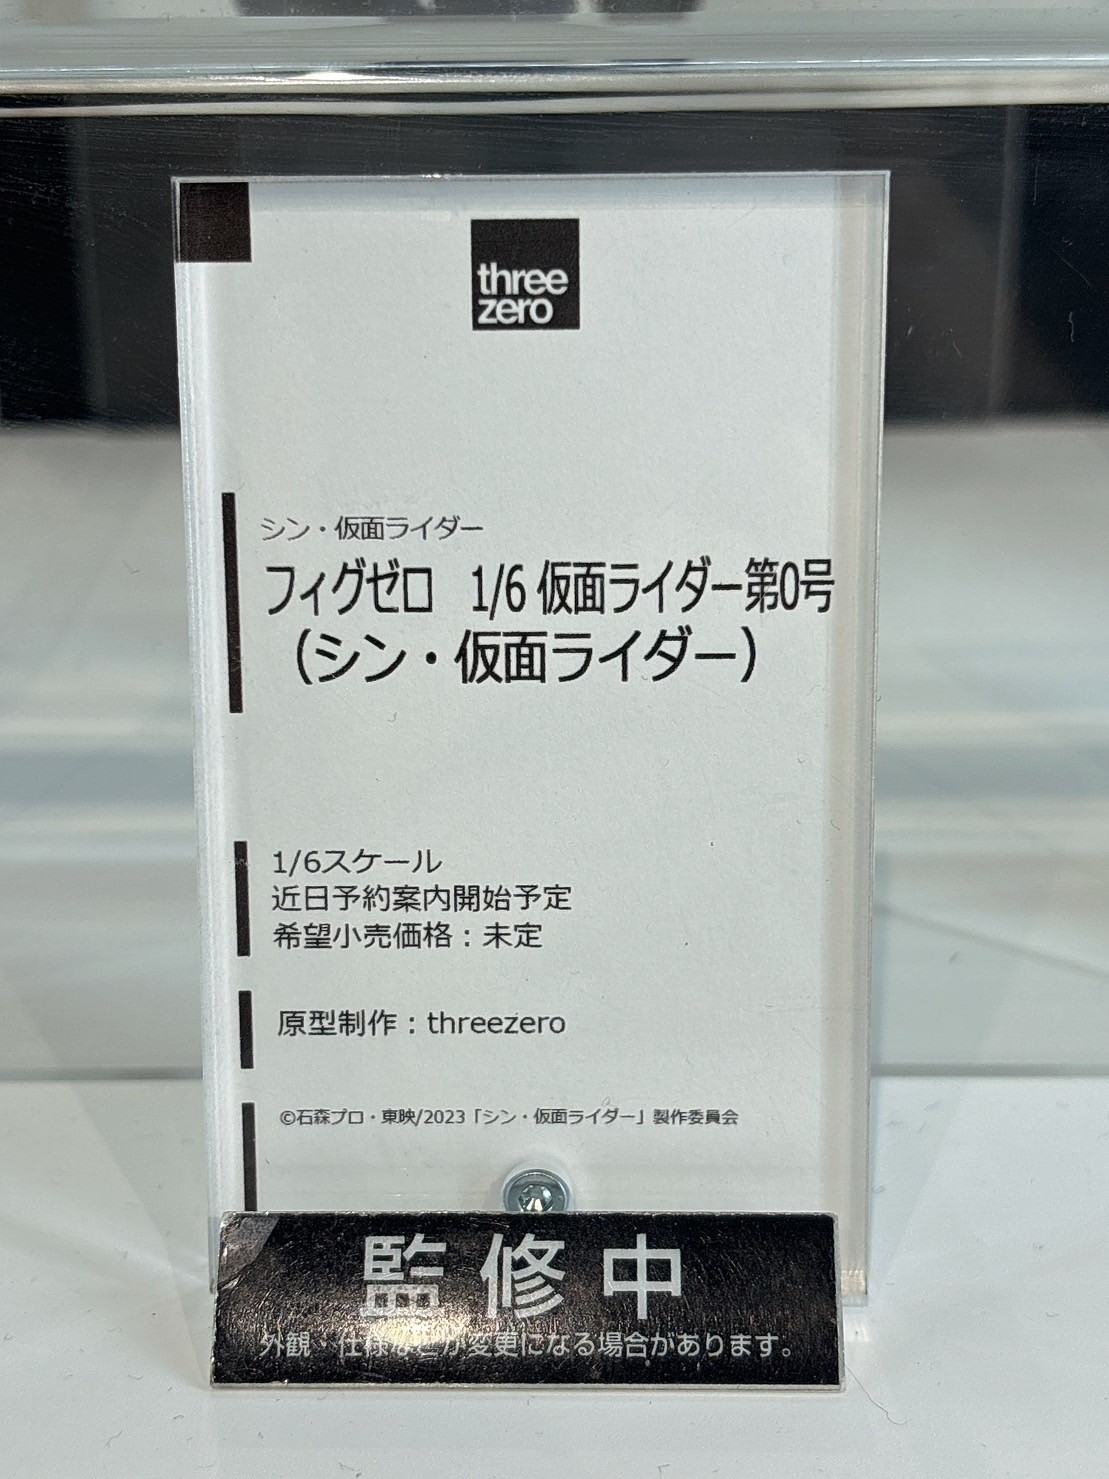 three
zero
シン・仮面ライダー
フィグゼロ 1/6 仮面ライダー第0号
（シン・仮面ライダー）
1/6スケール
近日予約案内開始予定
希望小売価格：未定
原型制作：threezero
©石森プロ・東映/2023「シン・仮面ライダー」製作委員会
監修中
外観・仕様などが変更になる場合があります。